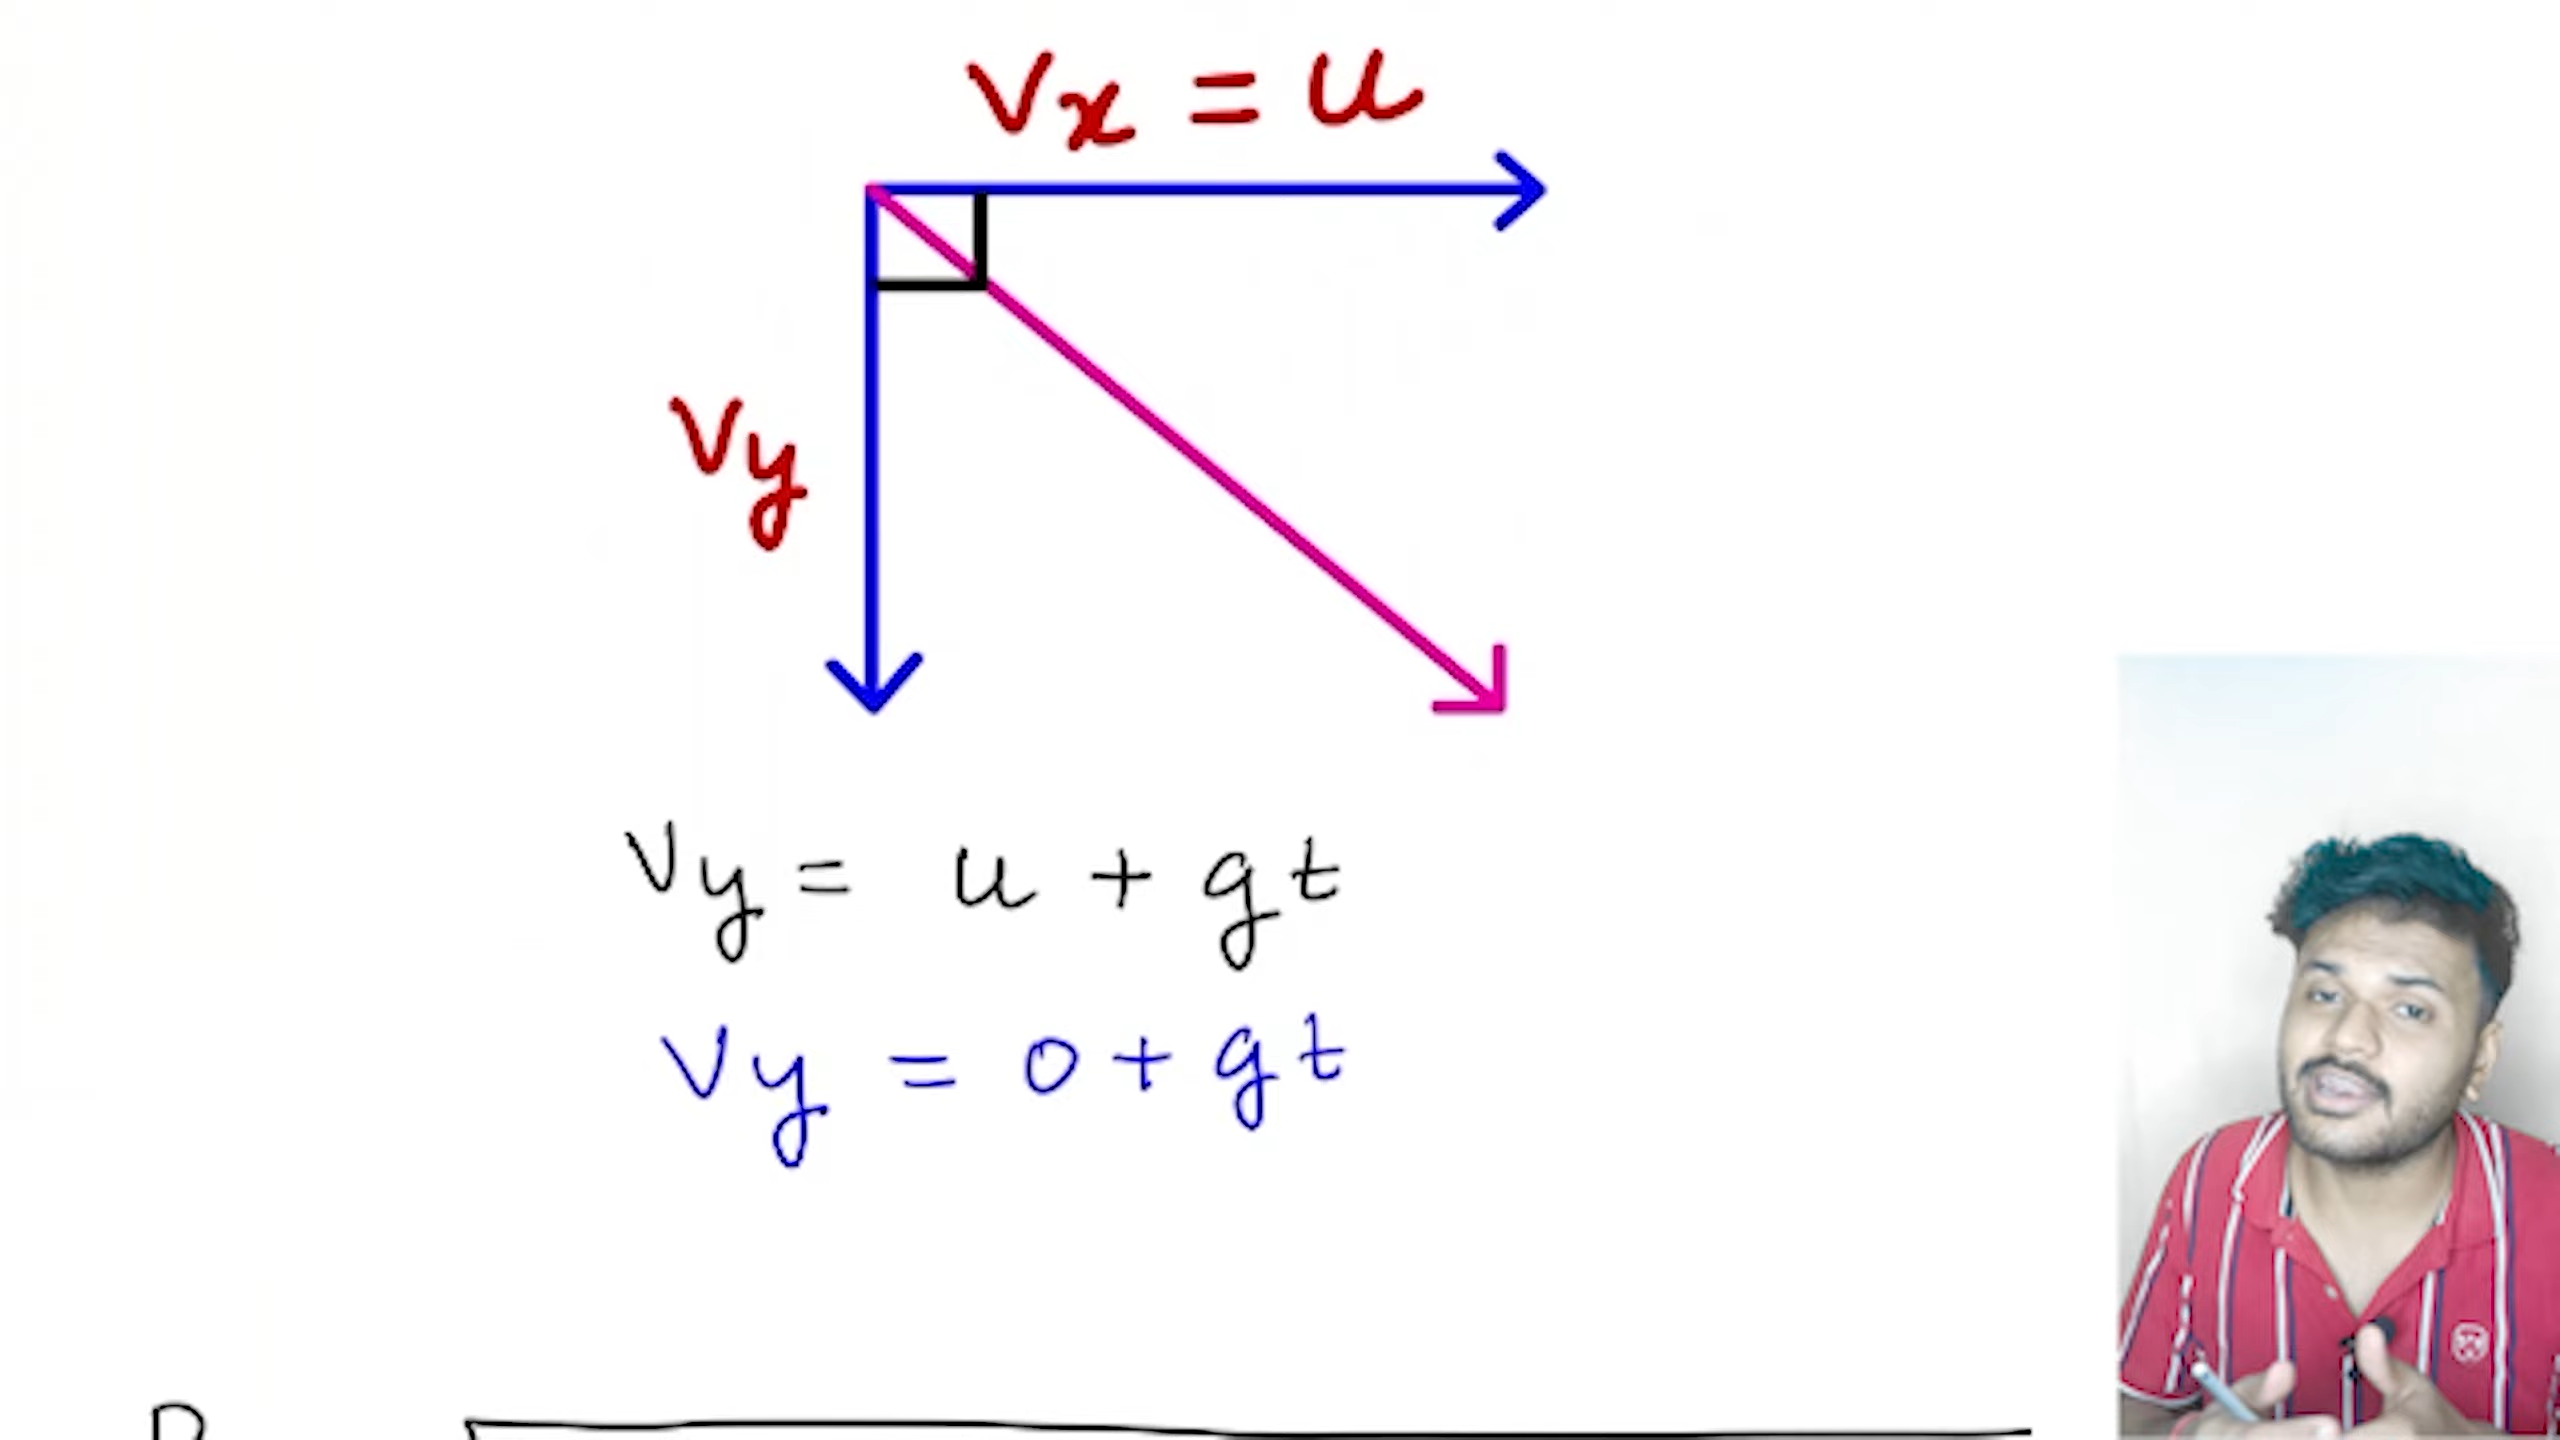 Vx = u
Vy
Vy = u + gt
Vy = 0 + gt